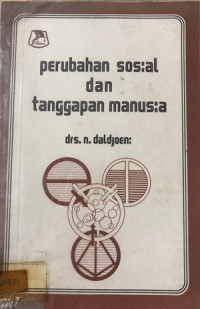 perubahan sos:al
dan
tanggapan manus:a
drs. n. daldjoen: